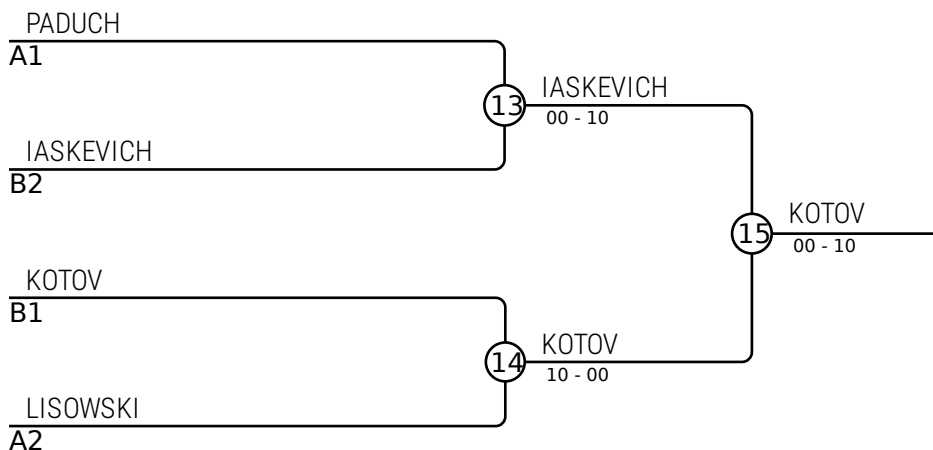 PADUCH
A1
13
IASKEVICH
00 - 10
IASKEVICH
B2
15
KOTOV
00 - 10
KOTOV
B1
14
KOTOV
10 - 00
LISOWSKI
A2